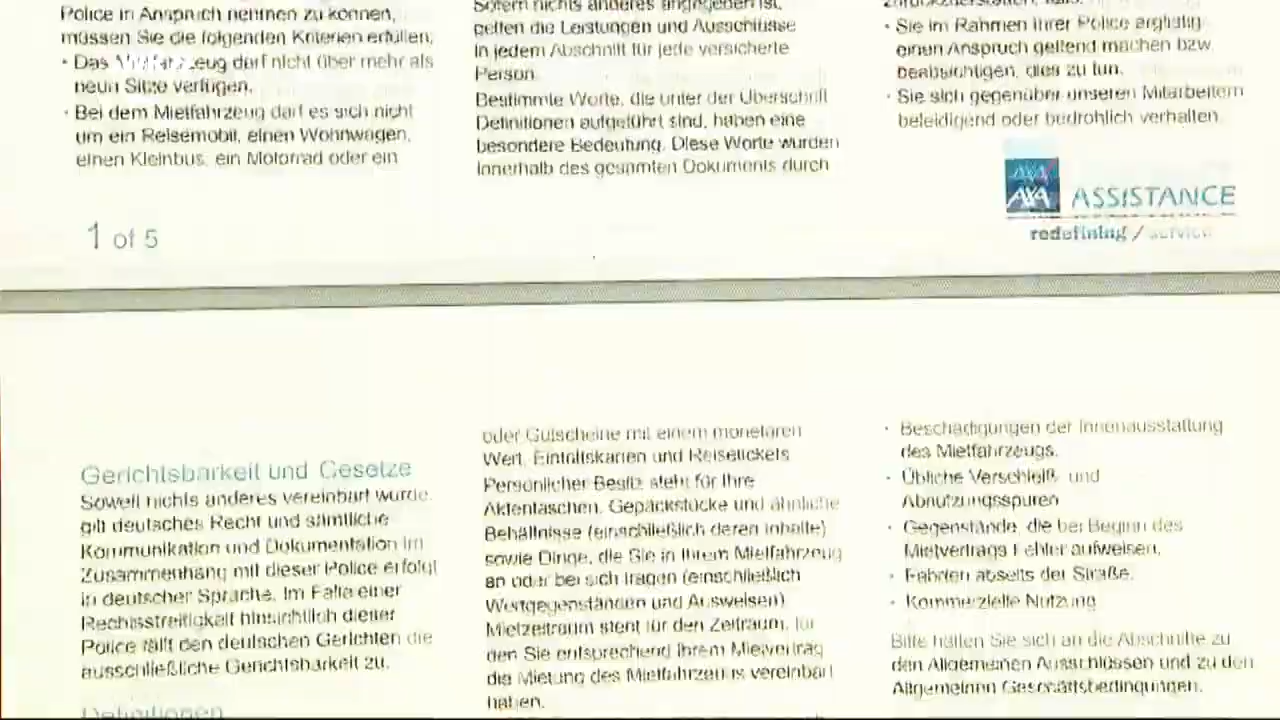 Police in Anspruch nehmen zu können,
müssen Sie die folgenden Kriterien erfüllen:
• Das Mietfahrzeug darf nicht über mehr als
neun Sitze verfügen.
• Bei dem Mietfahrzeug darf es sich nicht
um ein Reisemobil, einen Wohnwagen,
einen Kleinbus, ein Motorrad oder ein
1 of 5
Sofern nichts anderes angegeben ist,
gelten die Leistungen und Ausschlüsse
in jedem Abschnitt für jede versicherte
Person.
Bestimmte Worte, die unter der Überschrift
Definitionen aufgeführt sind, haben eine
besondere Bedeutung. Diese Worte wurden
innerhalb des gesamten Dokuments durch
• Sie im Rahmen Ihrer Police arglistig
einen Anspruch geltend machen bzw.
beabsichtigen, dies zu tun.
• Sie sich gegenüber unseren Mitarbeitern
beleidigend oder bedrohlich verhalten.
AXA ASSISTANCE
redefining / service
Gerichtsbarkeit und Gesetze
Soweit nichts anderes vereinbart wurde,
gilt deutsches Recht und sämtliche
Kommunikation und Dokumentation im
Zusammenhang mit dieser Police erfolgt
in deutscher Sprache. Im Falle einer
Rechtsstreitigkeit hinsichtlich dieser
Police fällt den deutschen Gerichten die
ausschließliche Gerichtsbarkeit zu.
Definitionen
oder Gutscheine mit einem monetären
Wert, Eintrittskarten und Reisetickets
Persönlicher Besitz steht für Ihre
Aktentaschen, Gepäckstücke und ähnliche
Behältnisse (einschließlich deren Inhalte)
sowie Dinge, die Sie in Ihrem Mietfahrzeug
an oder bei sich tragen (einschließlich
Wertgegenständen und Ausweisen)
Mietzeitraum steht für den Zeitraum, für
den Sie entsprechend Ihrem Mietvertrag
die Mietung des Mietfahrzeugs vereinbart
haben.
• Beschädigungen der Innenausstattung
des Mietfahrzeugs.
• Übliche Verschleiß- und
Abnutzungsspuren
• Gegenstände, die bei Beginn des
Mietvertrags Fehler aufweisen.
• Fahrten abseits der Straße.
• Kommerzielle Nutzung
Bitte halten Sie sich an die Abschnitte zu
den Allgemeinen Ausschlüssen und zu den
Allgemeinen Geschäftsbedingungen.